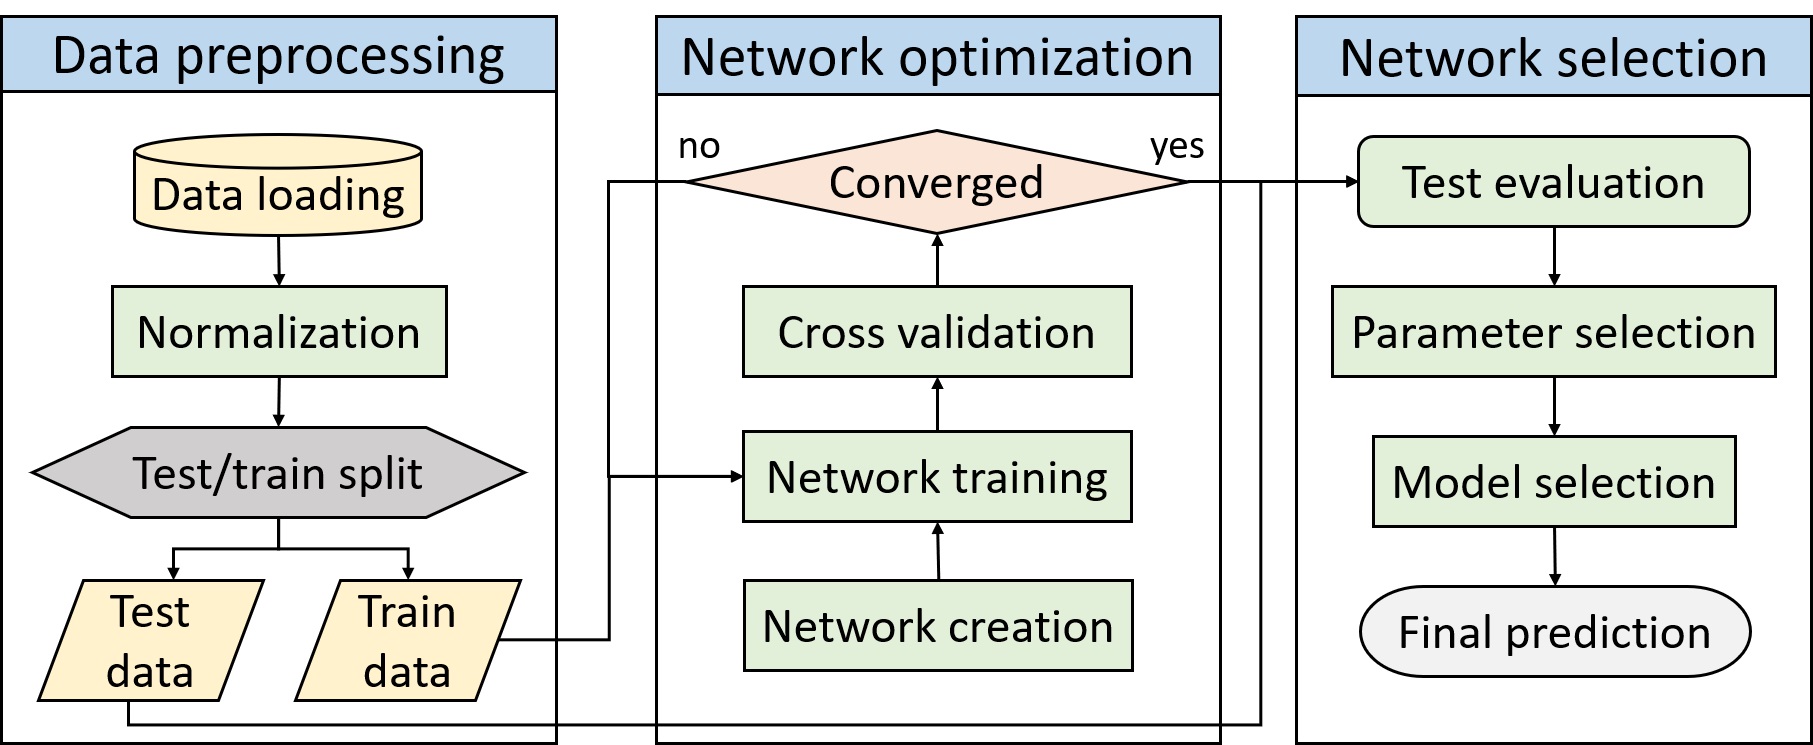 Data preprocessing
Data loading
Normalization
Test/train split
Test
data
Train
data
Network optimization
no
yes
Converged
Cross validation
Network training
Network creation
Network selection
Test evaluation
Parameter selection
Model selection
Final prediction